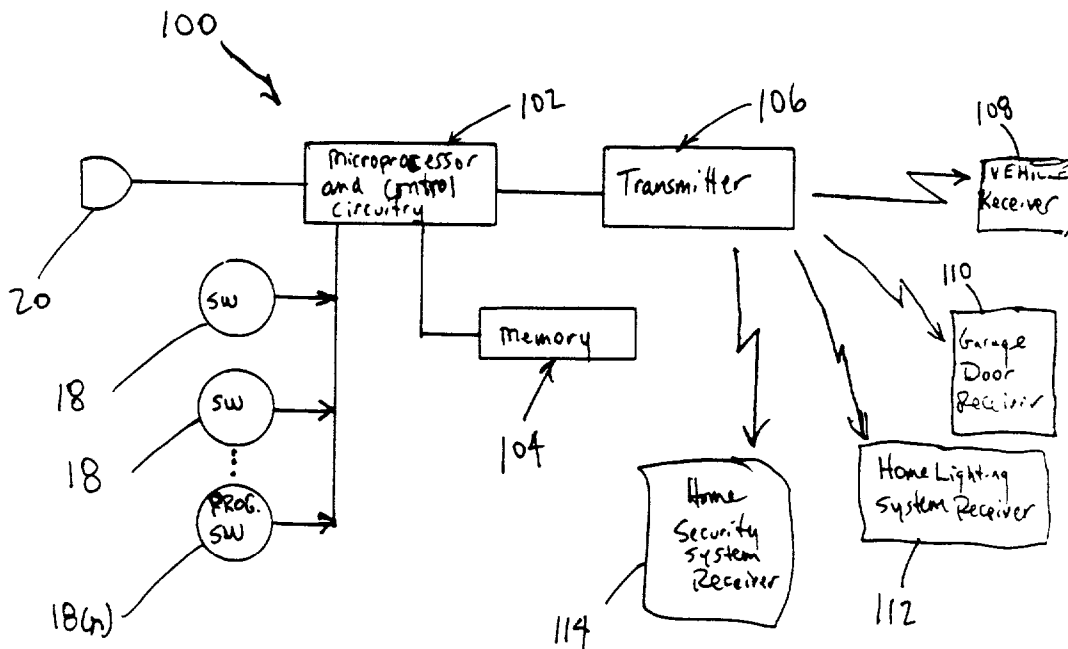 100
102
106
108
Microprocessor
and control
circuitry
Transmitter
VEHICLE
Receiver
20
SW
18
Memory
104
110
Garage
Door
Receiver
SW
18
PROG.
SW
18(n)
Home
Security
System
Receiver
114
Home Lighting
System Receiver
112